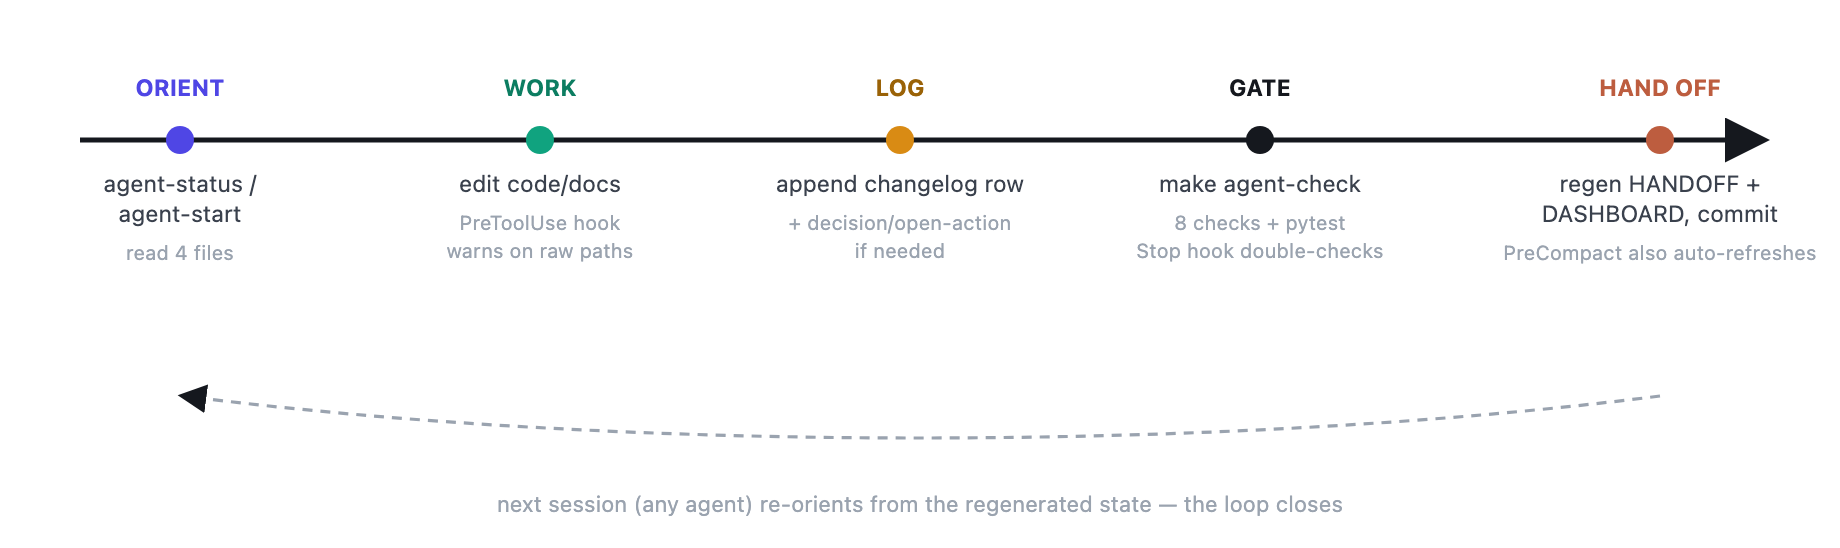 ORIENT
agent-status /
agent-start
read 4 files
WORK
edit code/docs
PreToolUse hook
warns on raw paths
LOG
append changelog row
+ decision/open-action
if needed
GATE
make agent-check
8 checks + pytest
Stop hook double-checks
HAND OFF
regen HANDOFF +
DASHBOARD, commit
PreCompact also auto-refreshes
next session (any agent) re-orients from the regenerated state — the loop closes